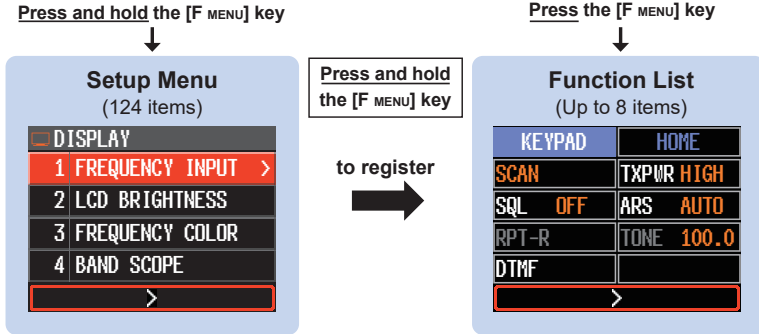 Press and hold the [F MENU] key
Setup Menu
(124 items)
DISPLAY
1 FREQUENCY INPUT >
2 LCD BRIGHTNESS
3 FREQUENCY COLOR
4 BAND SCOPE
>
Press and hold
the [F MENU] key
to register
Press the [F MENU] key
Function List
(Up to 8 items)
KEYPAD HOME
SCAN TXPWR HIGH
SQL OFF ARS AUTO
RPT-R TONE 100.0
DTMF
>